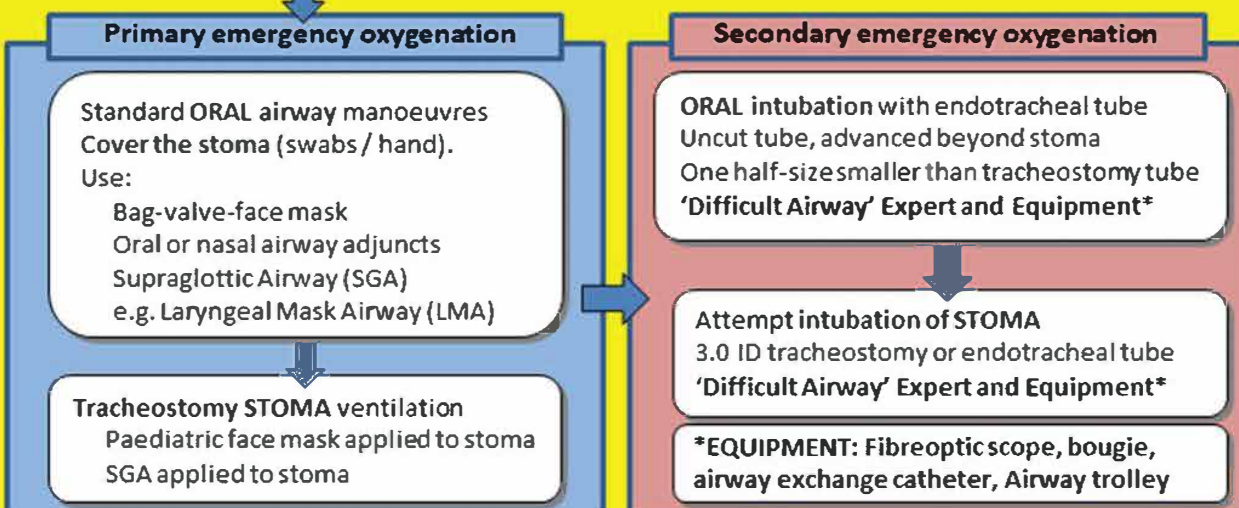 Primary emergency oxygenation
Standard ORAL airway manoeuvres
Cover the stoma (swabs / hand).
Use:
Bag-valve-face mask
Oral or nasal airway adjuncts
Supraglottic Airway (SGA)
e.g. Laryngeal Mask Airway (LMA)
Tracheostomy STOMA ventilation
Paediatric face mask applied to stoma
SGA applied to stoma
Secondary emergency oxygenation
ORAL intubation with endotracheal tube
Uncut tube, advanced beyond stoma
One half-size smaller than tracheostomy tube
‘Difficult Airway’ Expert and Equipment*
Attempt intubation of STOMA
3.0 ID tracheostomy or endotracheal tube
‘Difficult Airway’ Expert and Equipment*
*EQUIPMENT: Fibreoptic scope, bougie,
airway exchange catheter, Airway trolley